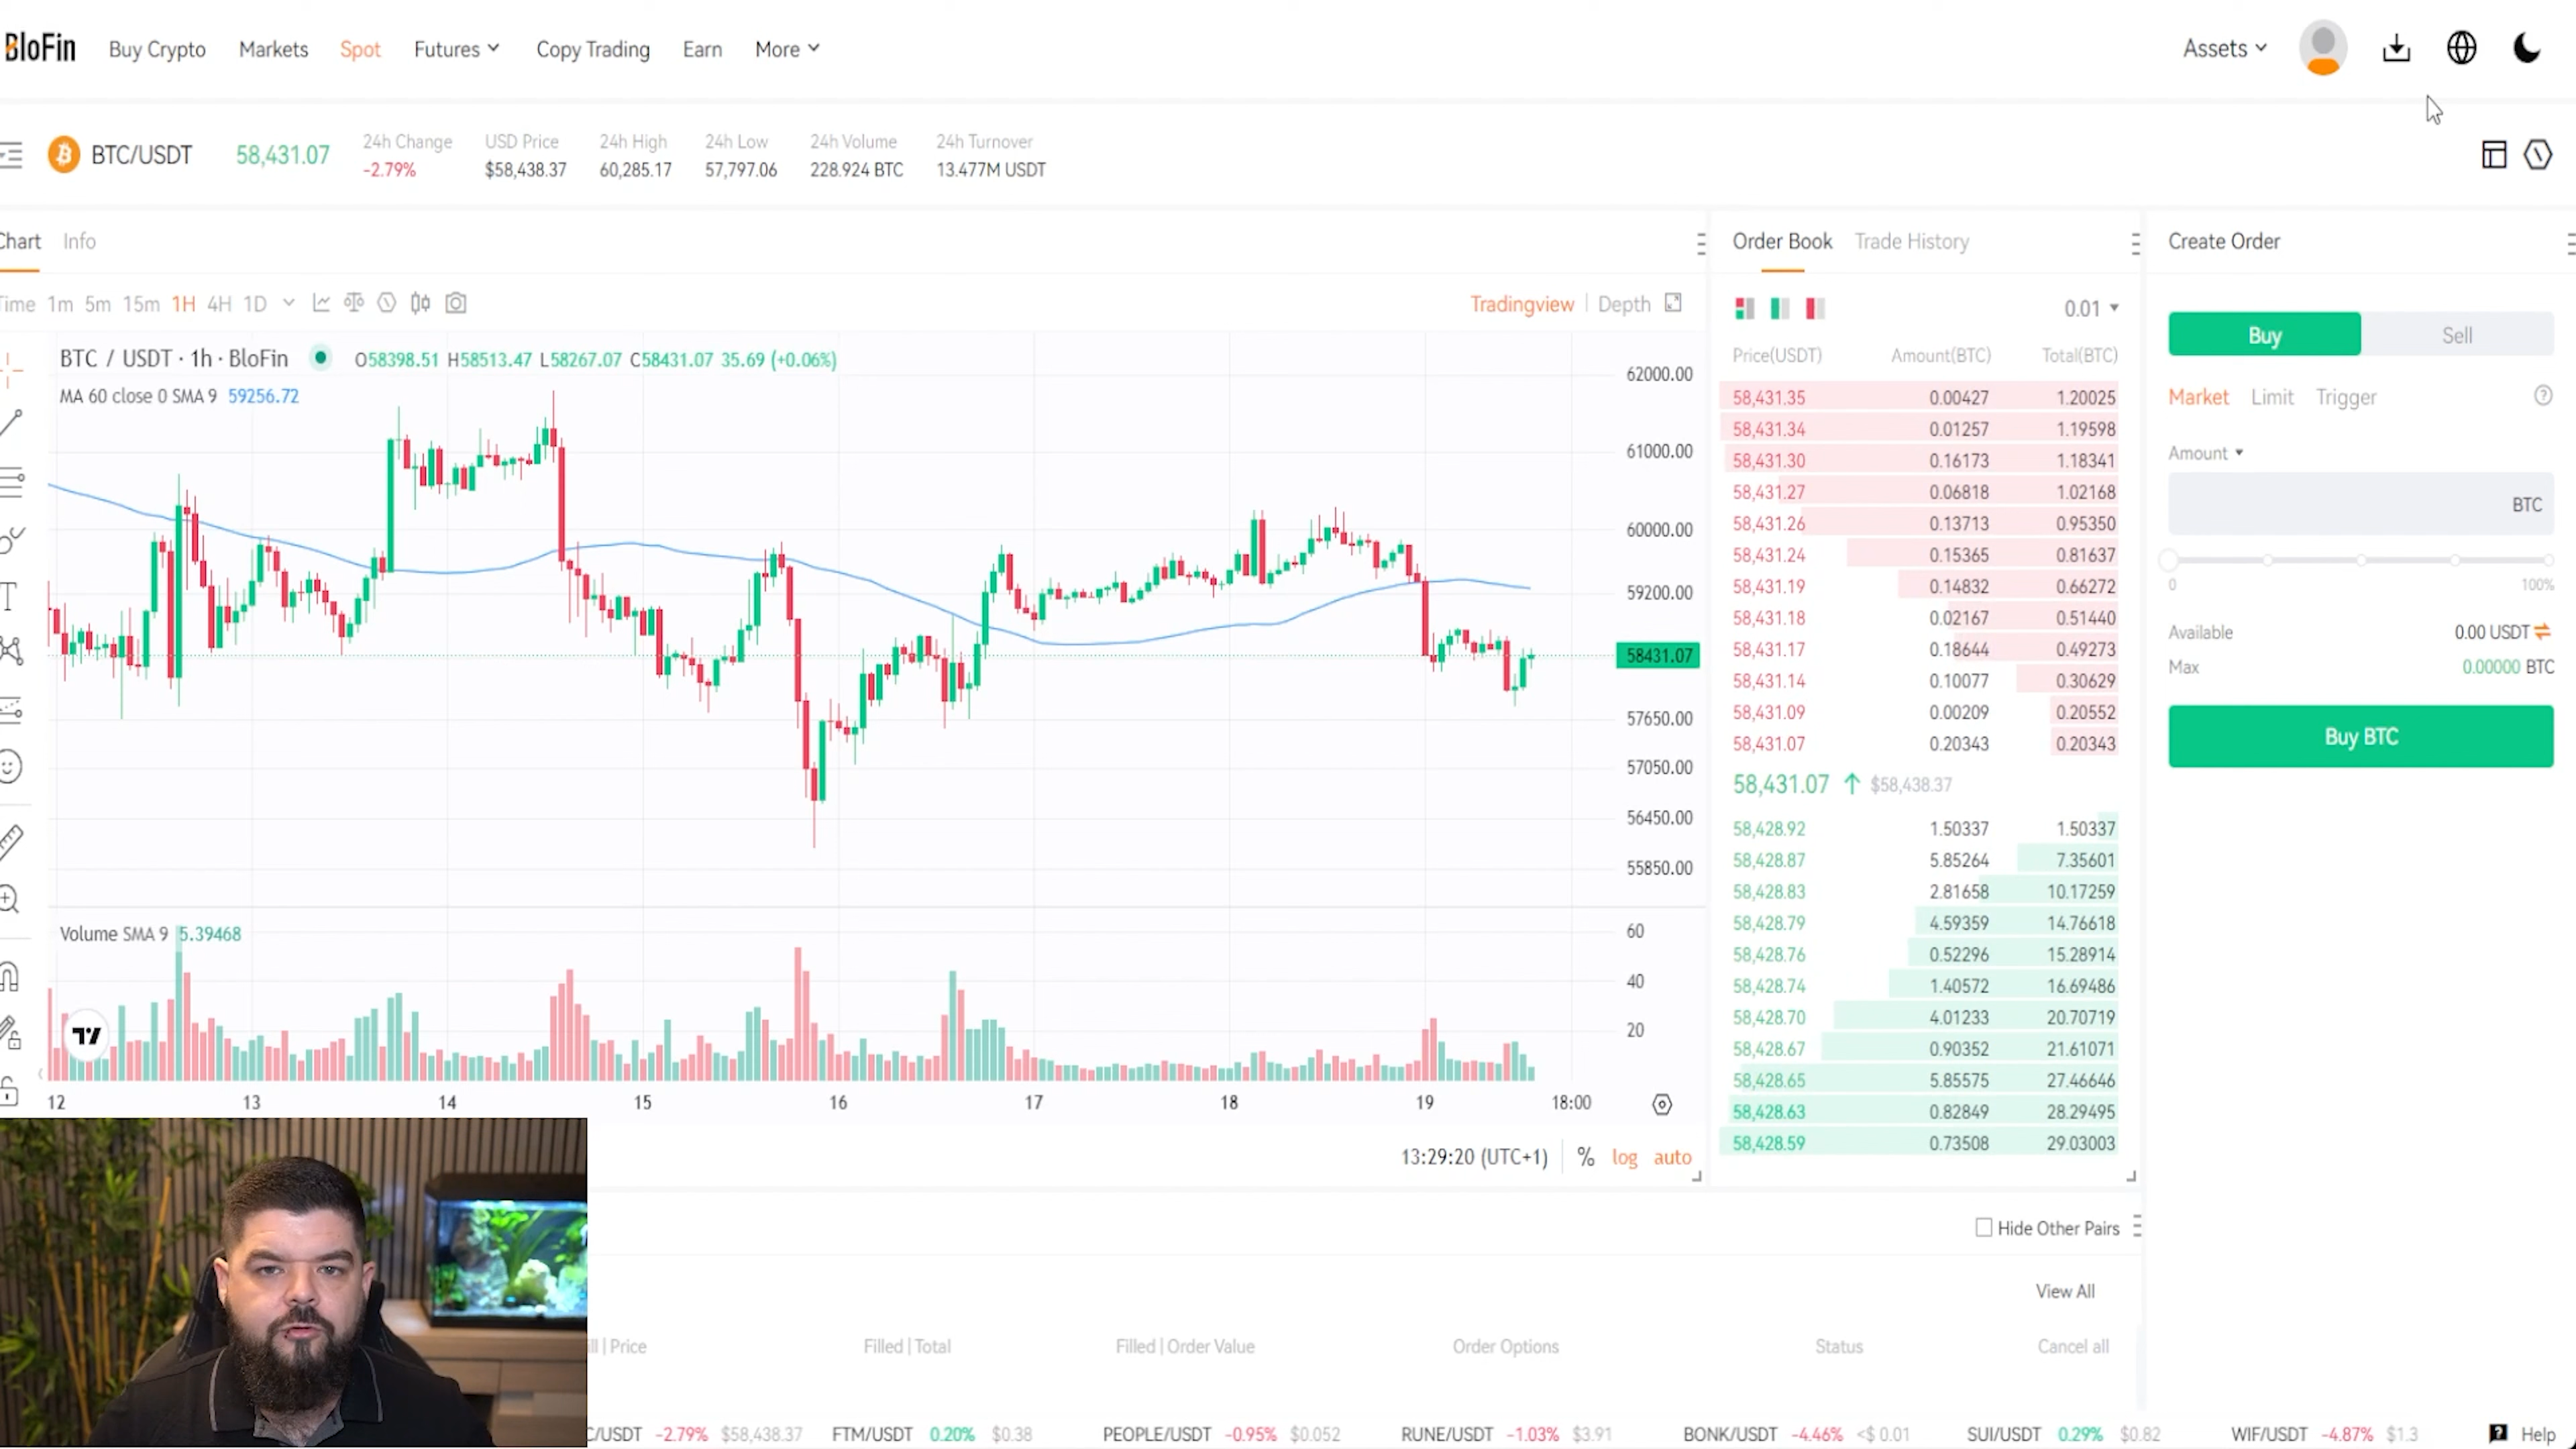 BloFin Buy Crypto Markets Spot Futures Copy Trading Earn More Assets
BTC/USDT 58,431.07
24h Change USD Price 24h High 24h Low 24h Volume 24h Turnover
-2.79% $58,438.37 60,285.17 57,797.06 228.924 BTC 13.477M USDT
Chart Info
Time 1m 5m 15m 1H 4H 1D
Tradingview | Depth
BTC / USDT · 1h · BloFin O58398.51 H58513.47 L58267.07 C58431.07 35.69 (+0.06%)
MA 60 close 0 SMA 9 59256.72
62000.00
61000.00
60000.00
59200.00
58431.07
57650.00
57050.00
56450.00
55850.00
Volume SMA 9 5.39468
60
40
20
12 13 14 15 16 17 18 19 18:00
13:29:20 (UTC+1) % log auto
Order Book Trade History
0.01
Price(USDT) Amount(BTC) Total(BTC)
58,431.35 0.00427 1.20025
58,431.34 0.01257 1.19598
58,431.30 0.16173 1.18341
58,431.27 0.06818 1.02168
58,431.26 0.13713 0.95350
58,431.24 0.15365 0.81637
58,431.19 0.14832 0.66272
58,431.18 0.02167 0.51440
58,431.17 0.18644 0.49273
58,431.14 0.10077 0.30629
58,431.09 0.00209 0.20552
58,431.07 0.20343 0.20343
58,431.07 ↑ $58,438.37
58,428.92 1.50337 1.50337
58,428.87 5.85264 7.35601
58,428.83 2.81658 10.17259
58,428.79 4.59359 14.76618
58,428.76 0.52296 15.28914
58,428.74 1.40572 16.69486
58,428.70 4.01233 20.70719
58,428.67 0.90352 21.61071
58,428.65 5.85575 27.46646
58,428.63 0.82849 28.29495
58,428.59 0.73508 29.03003
Create Order
Buy Sell
Market Limit Trigger
Amount
BTC
0 100%
Available 0.00 USDT
Max 0.00000 BTC
Buy BTC
Hide Other Pairs
View All
ll | Price Filled | Total Filled | Order Value Order Options Status Cancel all
C/USDT -2.79% $58,438.37 FTM/USDT 0.20% $0.38 PEOPLE/USDT -0.95% $0.052 RUNE/USDT -1.03% $3.91 BONK/USDT -4.46% <$ 0.01 SUI/USDT 0.29% $0.82 WIF/USDT -4.87% $1.3 Help